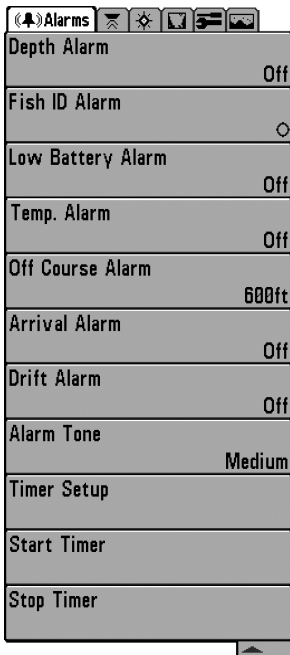 Alarms
Depth Alarm
Off
Fish ID Alarm
Low Battery Alarm
Off
Temp. Alarm
Off
Off Course Alarm
600ft
Arrival Alarm
Off
Drift Alarm
Off
Alarm Tone
Medium
Timer Setup
Start Timer
Stop Timer